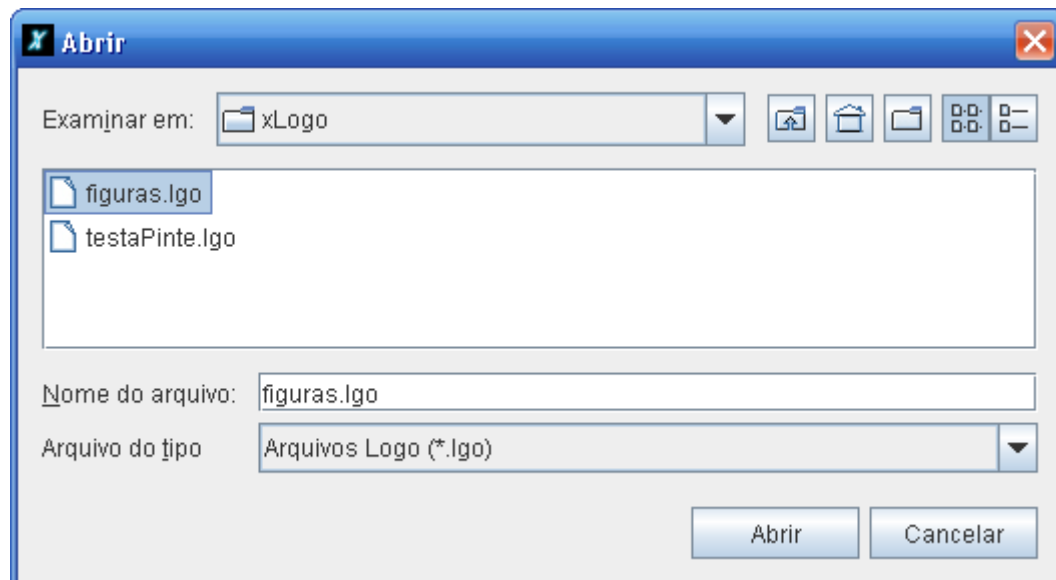 Abrir
Examinar em: xLogo
figuras.lgo
testaPinte.lgo
Nome do arquivo: figuras.lgo
Arquivo do tipo Arquivos Logo (*.lgo)
Abrir Cancelar